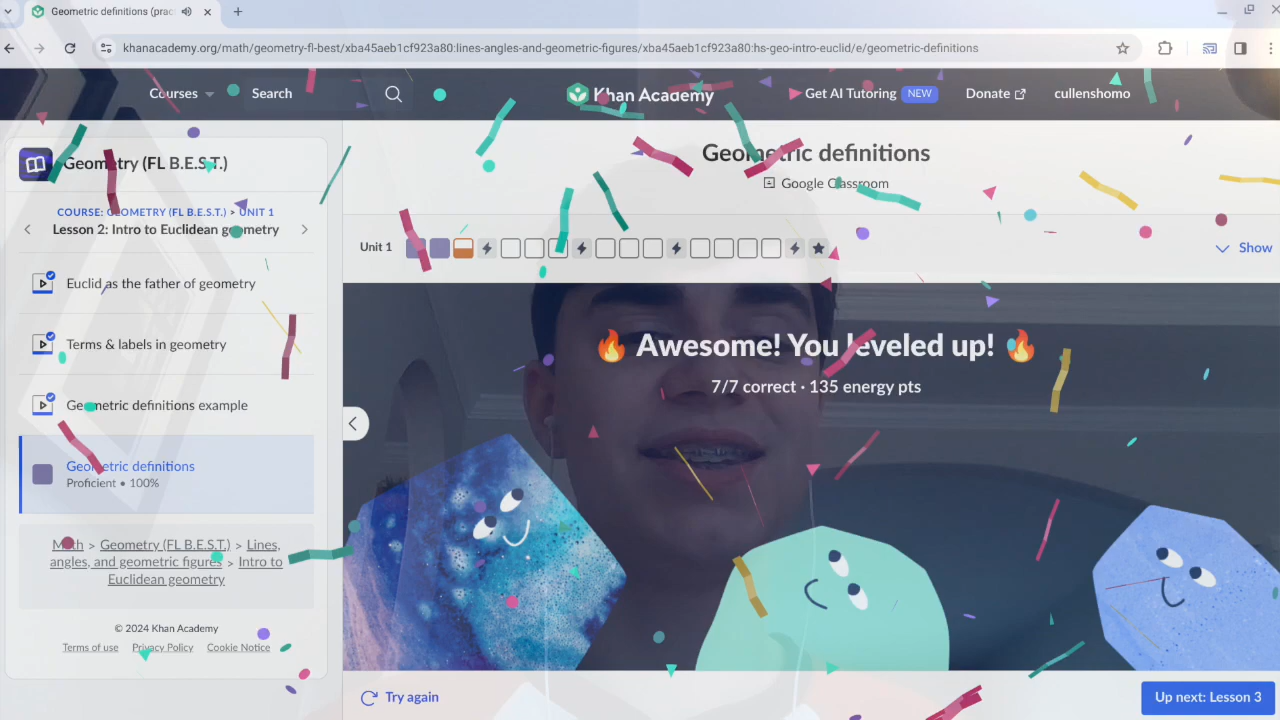 Geometric definitions (prac
khanacademy.org/math/geometry-fl-best/xba45aeb1cf923a80:lines-angles-and-geometric-figures/xba45aeb1cf923a80:hs-geo-intro-euclid/e/geometric-definitions
Courses
Search
Khan Academy
Get AI Tutoring NEW
Donate
cullenshomo
Geometry (FL B.E.S.T.)
COURSE: GEOMETRY (FL B.E.S.T.) > UNIT 1
Lesson 2: Intro to Euclidean geometry
Euclid as the father of geometry
Terms & labels in geometry
Geometric definitions example
Geometric definitions
Proficient • 100%
Math > Geometry (FL B.E.S.T.) > Lines,
angles, and geometric figures > Intro to
Euclidean geometry
© 2024 Khan Academy
Terms of use Privacy Policy Cookie Notice
Geometric definitions
Google Classroom
Unit 1
Show
🔥 Awesome! You leveled up! 🔥
7/7 correct · 135 energy pts
Try again
Up next: Lesson 3